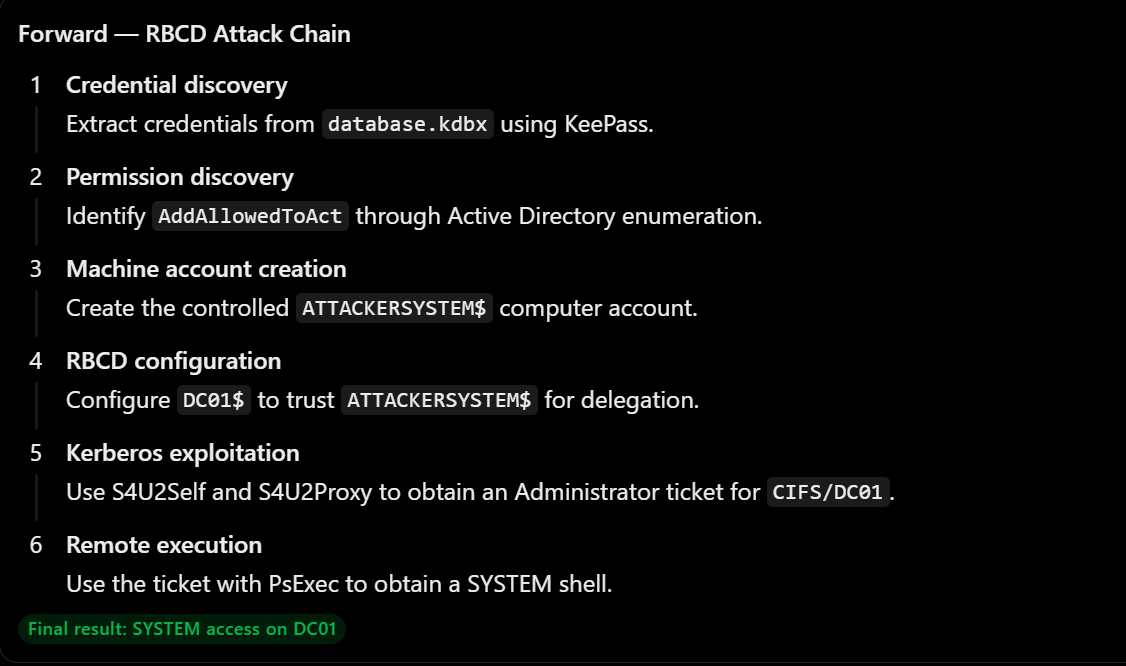 Forward — RBCD Attack Chain
1 Credential discovery
Extract credentials from database.kdbx using KeePass.
2 Permission discovery
Identify AddAllowedToAct through Active Directory enumeration.
3 Machine account creation
Create the controlled ATTACKERSYSTEM$ computer account.
4 RBCD configuration
Configure DC01$ to trust ATTACKERSYSTEM$ for delegation.
5 Kerberos exploitation
Use S4U2Self and S4U2Proxy to obtain an Administrator ticket for CIFS/DC01.
6 Remote execution
Use the ticket with PsExec to obtain a SYSTEM shell.
Final result: SYSTEM access on DC01